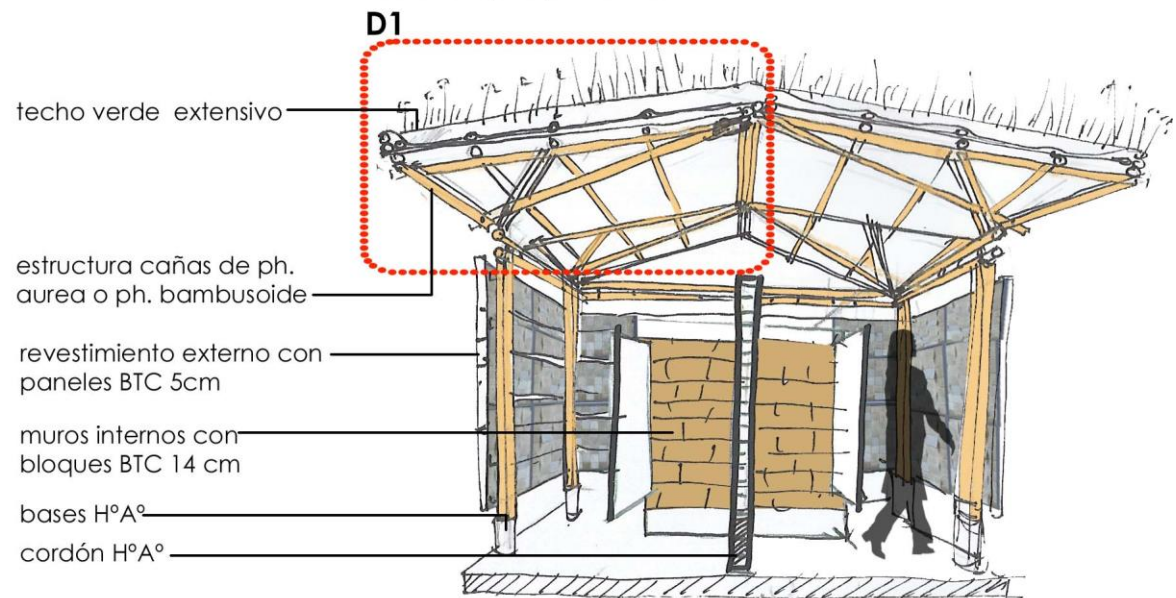 D1
techo verde extensivo
estructura cañas de ph.
aurea o ph. bambusoide
revestimiento externo con
paneles BTC 5cm
muros internos con
bloques BTC 14 cm
bases HºAº
cordón HºAº